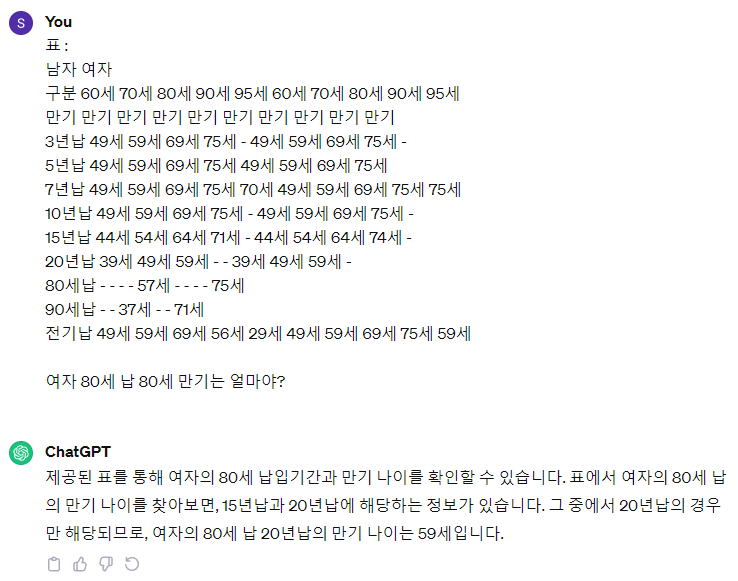 S
You
표 :
남자 여자
구분 60세 70세 80세 90세 95세 60세 70세 80세 90세 95세
만기 만기 만기 만기 만기 만기 만기 만기 만기 만기
3년납 49세 59세 69세 75세 - 49세 59세 69세 75세 -
5년납 49세 59세 69세 75세 49세 59세 69세 75세
7년납 49세 59세 69세 75세 70세 49세 59세 69세 75세 75세
10년납 49세 59세 69세 75세 - 49세 59세 69세 75세 -
15년납 44세 54세 64세 71세 - 44세 54세 64세 74세 -
20년납 39세 49세 59세 - - 39세 49세 59세 -
80세납 - - - - 57세 - - - - 75세
90세납 - - 37세 - - 71세
전기납 49세 59세 69세 56세 29세 49세 59세 69세 75세 59세
여자 80세 납 80세 만기는 얼마야?
ChatGPT
제공된 표를 통해 여자의 80세 납입기간과 만기 나이를 확인할 수 있습니다. 표에서 여자의 80세 납
의 만기 나이를 찾아보면, 15년납과 20년납에 해당하는 정보가 있습니다. 그 중에서 20년납의 경우
만 해당되므로, 여자의 80세 납 20년납의 만기 나이는 59세입니다.